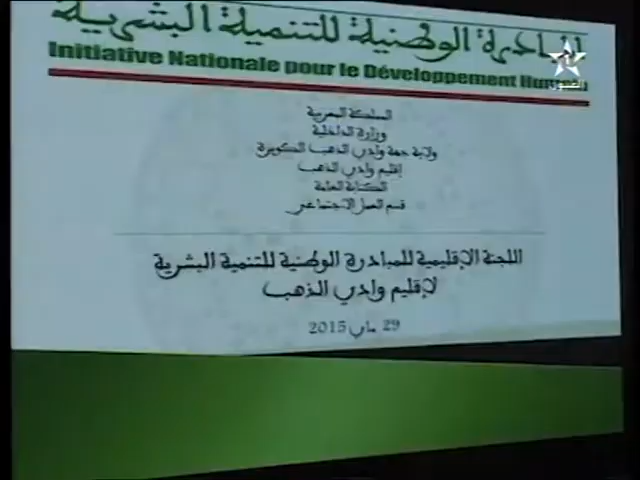 المبادرة الوطنية للتنمية البشرية
Initiative Nationale pour le Développement Humain
المملكة المغربية
وزارة الداخلية
ولاية جهة وادي الذهب الكويرة
إقليم وادي الذهب
الكتابة العامة
قسم العمل الاجتماعي
اللجنة الإقليمية للمبادرة الوطنية للتنمية البشرية
لإقليم وادي الذهب
29 ماي 2015